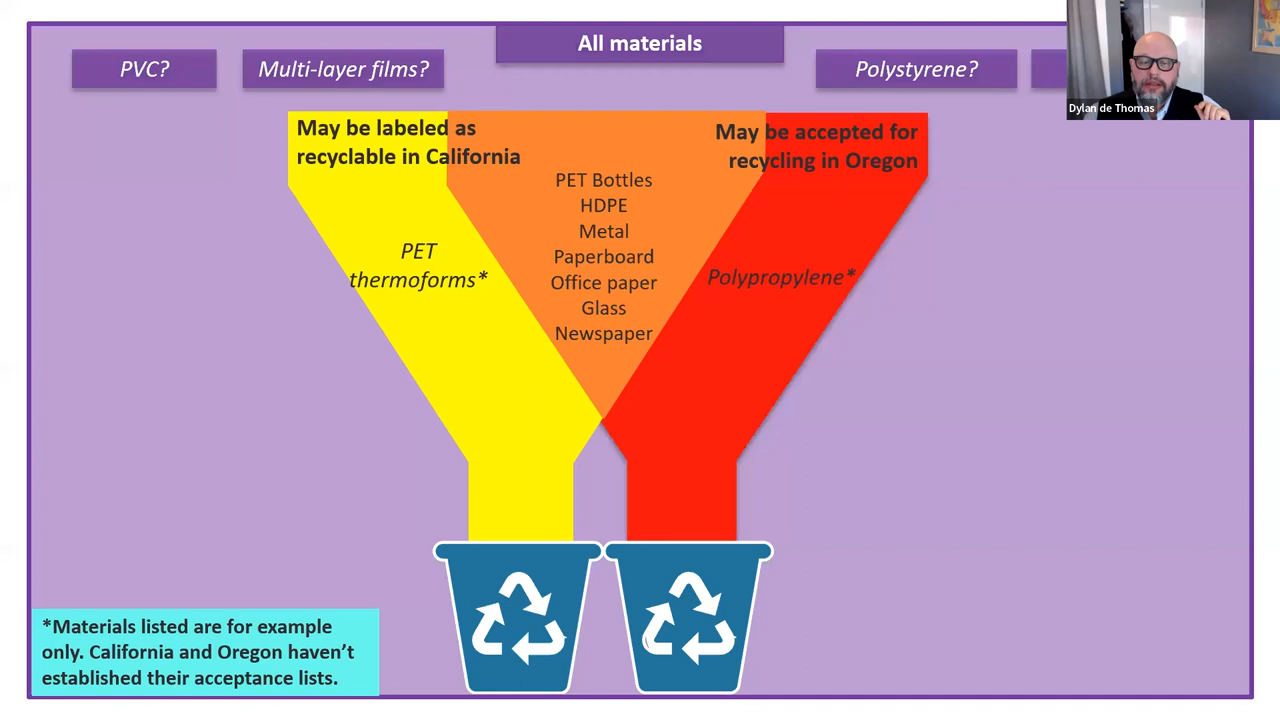 All materials
PVC?
Multi-layer films?
Polystyrene?
Dylan de Thomas
May be labeled as
recyclable in California
May be accepted for
recycling in Oregon
PET Bottles
HDPE
Metal
Paperboard
Office paper
Glass
Newspaper
PET
thermoforms*
Polypropylene*
*Materials listed are for example
only. California and Oregon haven't
established their acceptance lists.